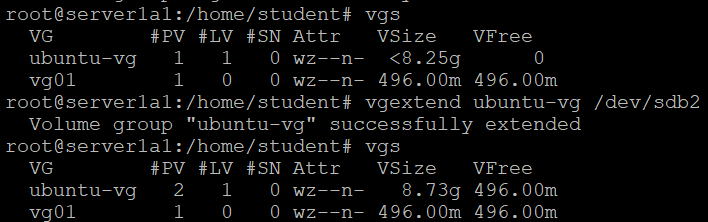 root@server1a1:/home/student# vgs
  VG        #PV #LV #SN Attr   VSize   VFree
  ubuntu-vg   1   1   0 wz--n-  <8.25g      0
  vg01        1   0   0 wz--n- 496.00m 496.00m
root@server1a1:/home/student# vgextend ubuntu-vg /dev/sdb2
  Volume group "ubuntu-vg" successfully extended
root@server1a1:/home/student# vgs
  VG        #PV #LV #SN Attr   VSize   VFree
  ubuntu-vg   2   1   0 wz--n-   8.73g 496.00m
  vg01        1   0   0 wz--n- 496.00m 496.00m